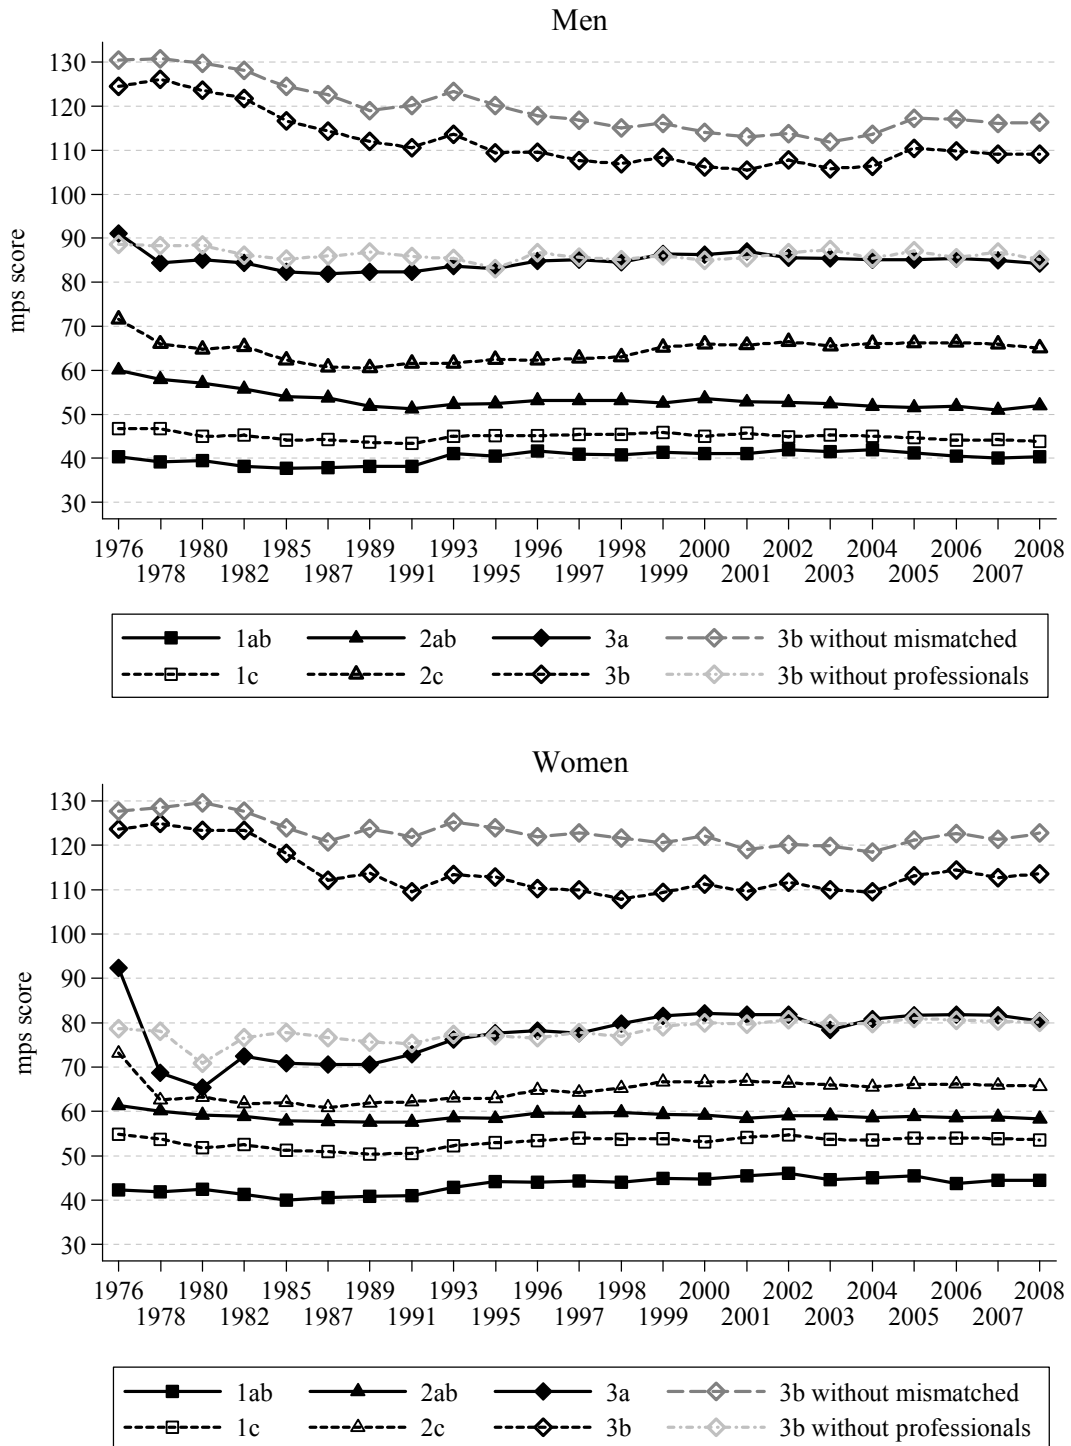 Men
mps score
130
120
110
100
90
80
70
60
50
40
30
1976 1980 1985 1989 1993 1996 1998 2000 2002 2004 2006 2008
1978 1982 1987 1991 1995 1997 1999 2001 2003 2005 2007
1ab 2ab 3a 3b without mismatched
1c 2c 3b 3b without professionals
Women
mps score
130
120
110
100
90
80
70
60
50
40
30
1976 1980 1985 1989 1993 1996 1998 2000 2002 2004 2006 2008
1978 1982 1987 1991 1995 1997 1999 2001 2003 2005 2007
1ab 2ab 3a 3b without mismatched
1c 2c 3b 3b without professionals